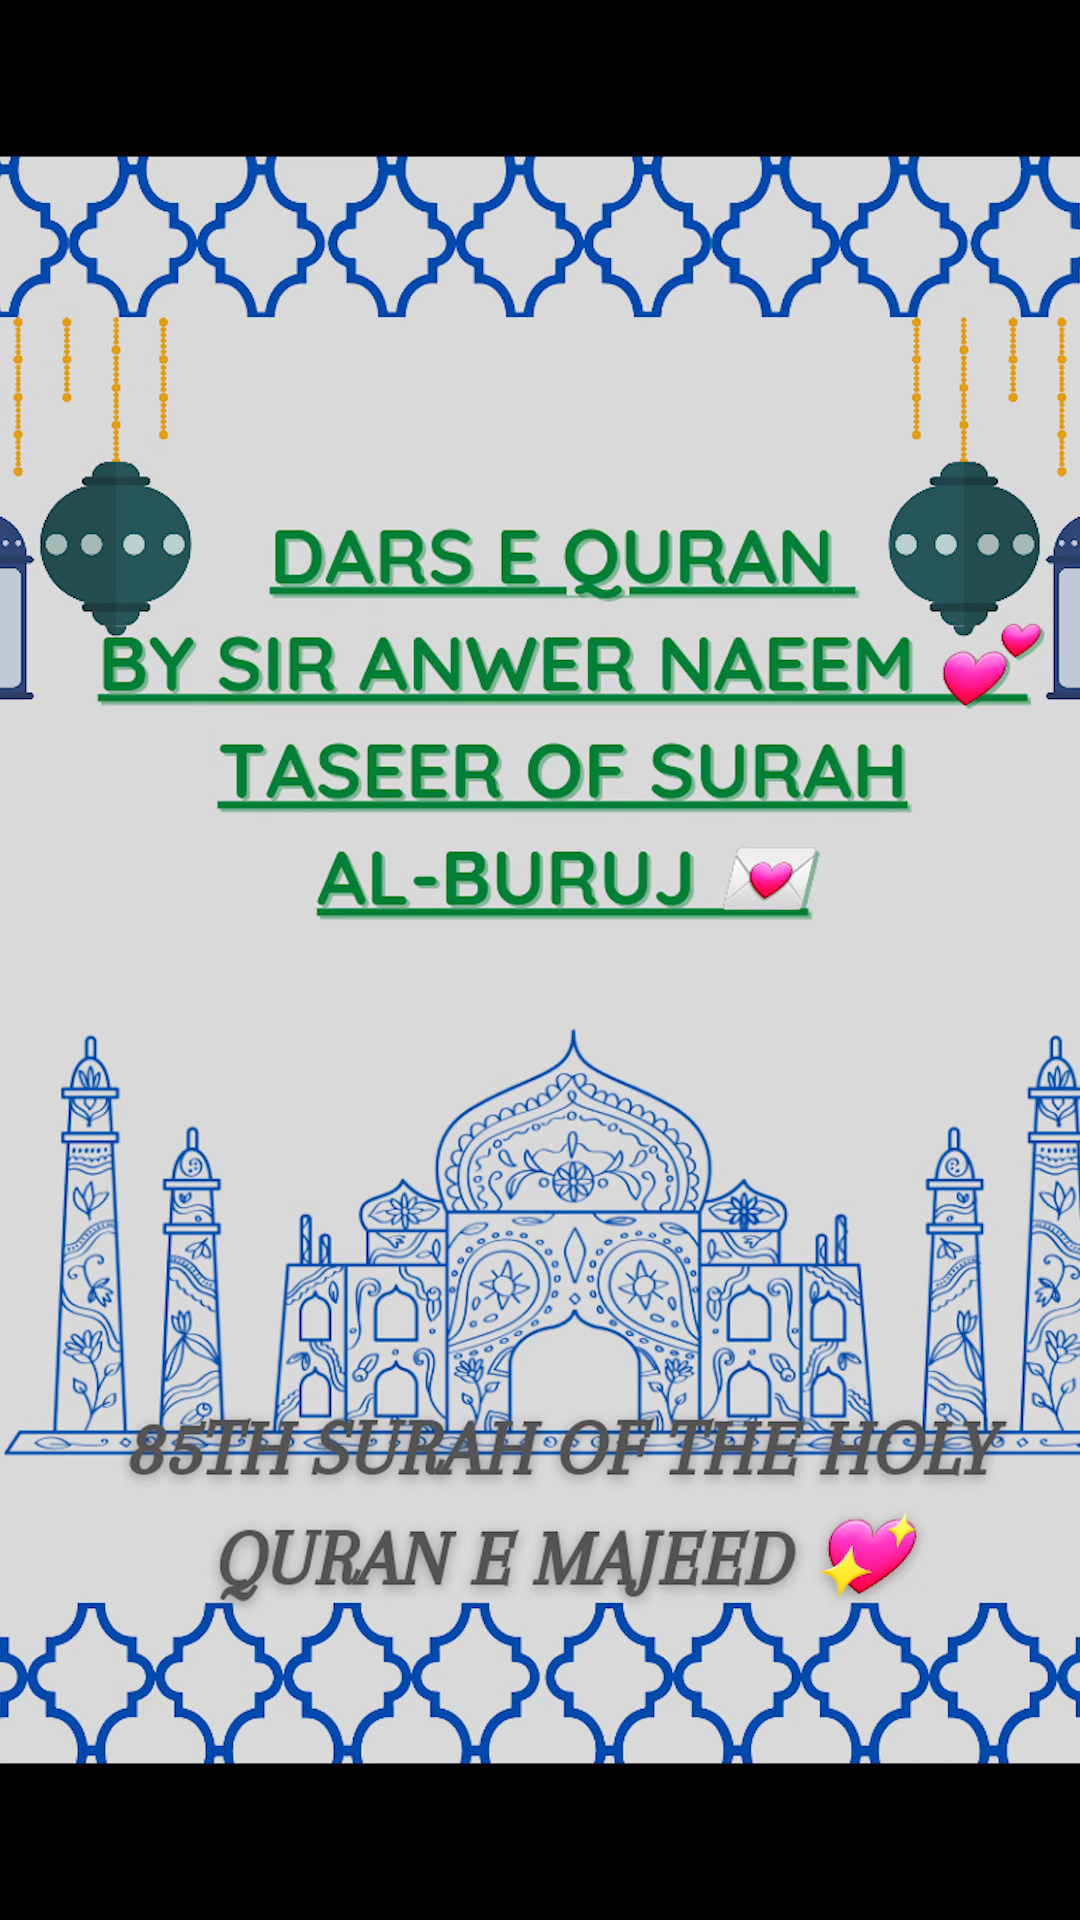 DARS E QURAN
BY SIR ANWER NAEEM 💕
TASEER OF SURAH
AL-BURUJ 💌
85TH SURAH OF THE HOLY
QURAN E MAJEED 💖